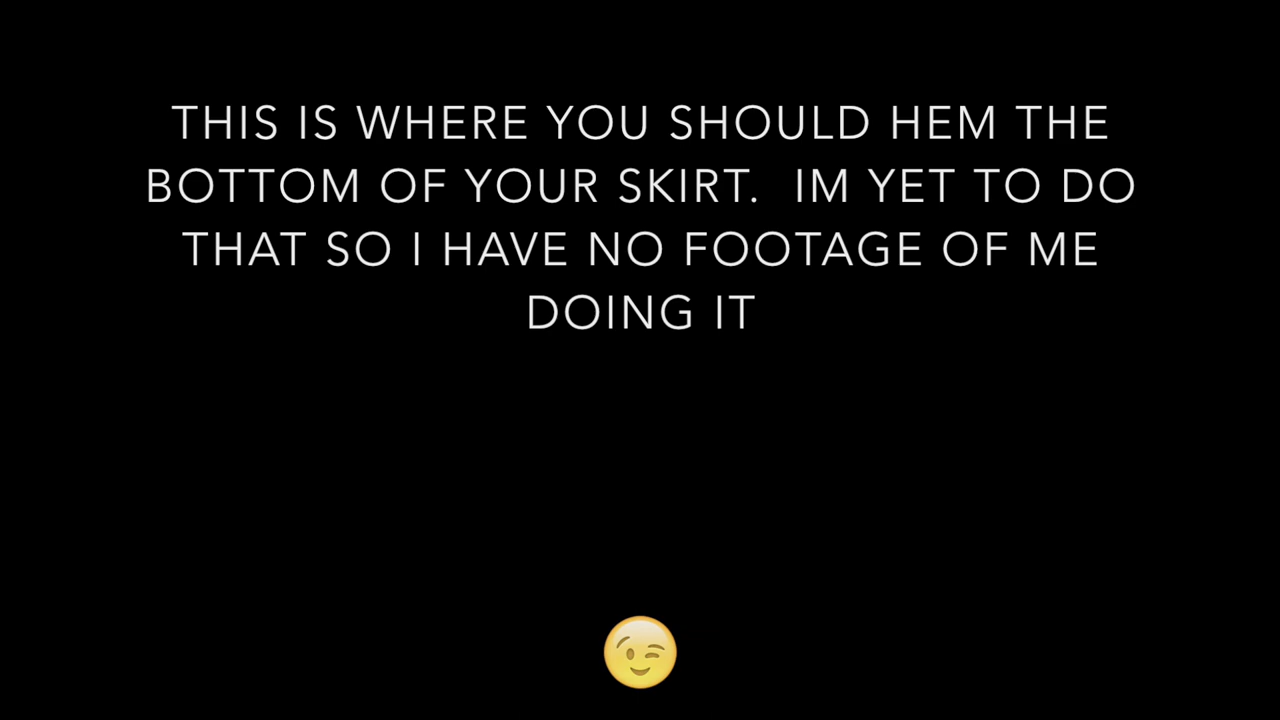 THIS IS WHERE YOU SHOULD HEM THE
BOTTOM OF YOUR SKIRT.  IM YET TO DO
THAT SO I HAVE NO FOOTAGE OF ME
DOING IT